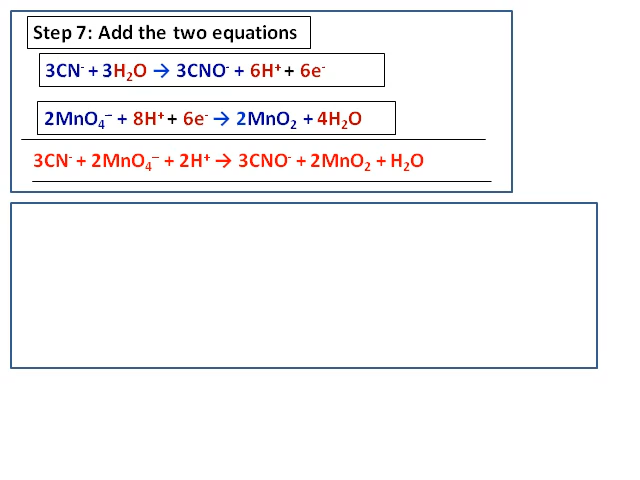 Step 7: Add the two equations
3CN⁻ + 3H₂O → 3CNO⁻ + 6H⁺ + 6e⁻
2MnO₄⁻ + 8H⁺ + 6e⁻ → 2MnO₂ + 4H₂O
3CN⁻ + 2MnO₄⁻ + 2H⁺ → 3CNO⁻ + 2MnO₂ + H₂O